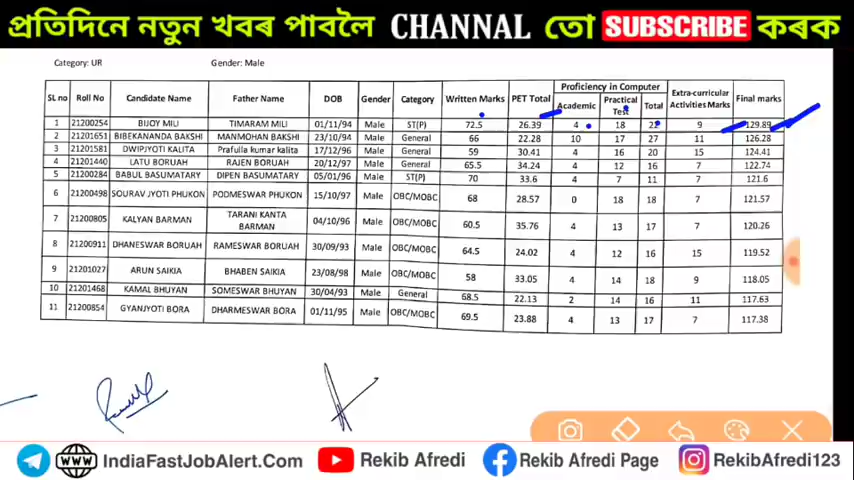 প্ৰতিদিনে নতুন খবৰ পাবলৈ CHANNAL তো SUBSCRIBE কৰক
Category: UR Gender: Male
SL no Roll No Candidate Name Father Name DOB Gender Category Written Marks PET Total Proficiency in Computer Academic Practical Test Total Extra-curricular Activities Marks Final marks
1 21200254 BIJOY MILI TIMARAM MILI 01/11/94 Male ST(P) 72.5 26.39 4 18 22 9 129.89
2 21201651 BIBEKANANDA BAKSHI MANMOHAN BAKSHI 23/10/94 Male General 66 22.28 10 17 27 11 126.28
3 21201581 DWIPJYOTI KALITA Prafulla kumar kalita 17/12/96 Male General 59 30.41 4 16 20 15 124.41
4 21201440 LATU BORUAH RAJEN BORUAH 20/12/97 Male General 65.5 34.24 4 12 16 7 122.74
5 21200284 BABUL BASUMATARY DIPEN BASUMATARY 05/01/96 Male ST(P) 70 33.6 4 7 11 7 121.6
6 21200498 SOURAV JYOTI PHUKON PODMESWAR PHUKON 15/10/97 Male OBC/MOBC 68 28.57 0 18 18 7 121.57
7 21200805 KALYAN BARMAN TARANI KANTA BARMAN 04/10/96 Male OBC/MOBC 60.5 35.76 4 13 17 7 120.26
8 21200911 DHANESWAR BORUAH RAMESWAR BORUAH 30/09/93 Male OBC/MOBC 64.5 24.02 4 12 16 15 119.52
9 21201027 ARUN SAIKIA BHABEN SAIKIA 23/08/98 Male OBC/MOBC 58 33.05 4 14 18 9 118.05
10 21201468 KAMAL BHUYAN SOMESWAR BHUYAN 30/04/93 Male General 68.5 22.13 2 14 16 11 117.63
11 21200854 GYANJYOTI BORA DHARMESWAR BORA 01/11/95 Male OBC/MOBC 69.5 23.88 4 13 17 7 117.38
WWW IndiaFastJobAlert.Com Rekib Afredi Rekib Afredi Page RekibAfredi123